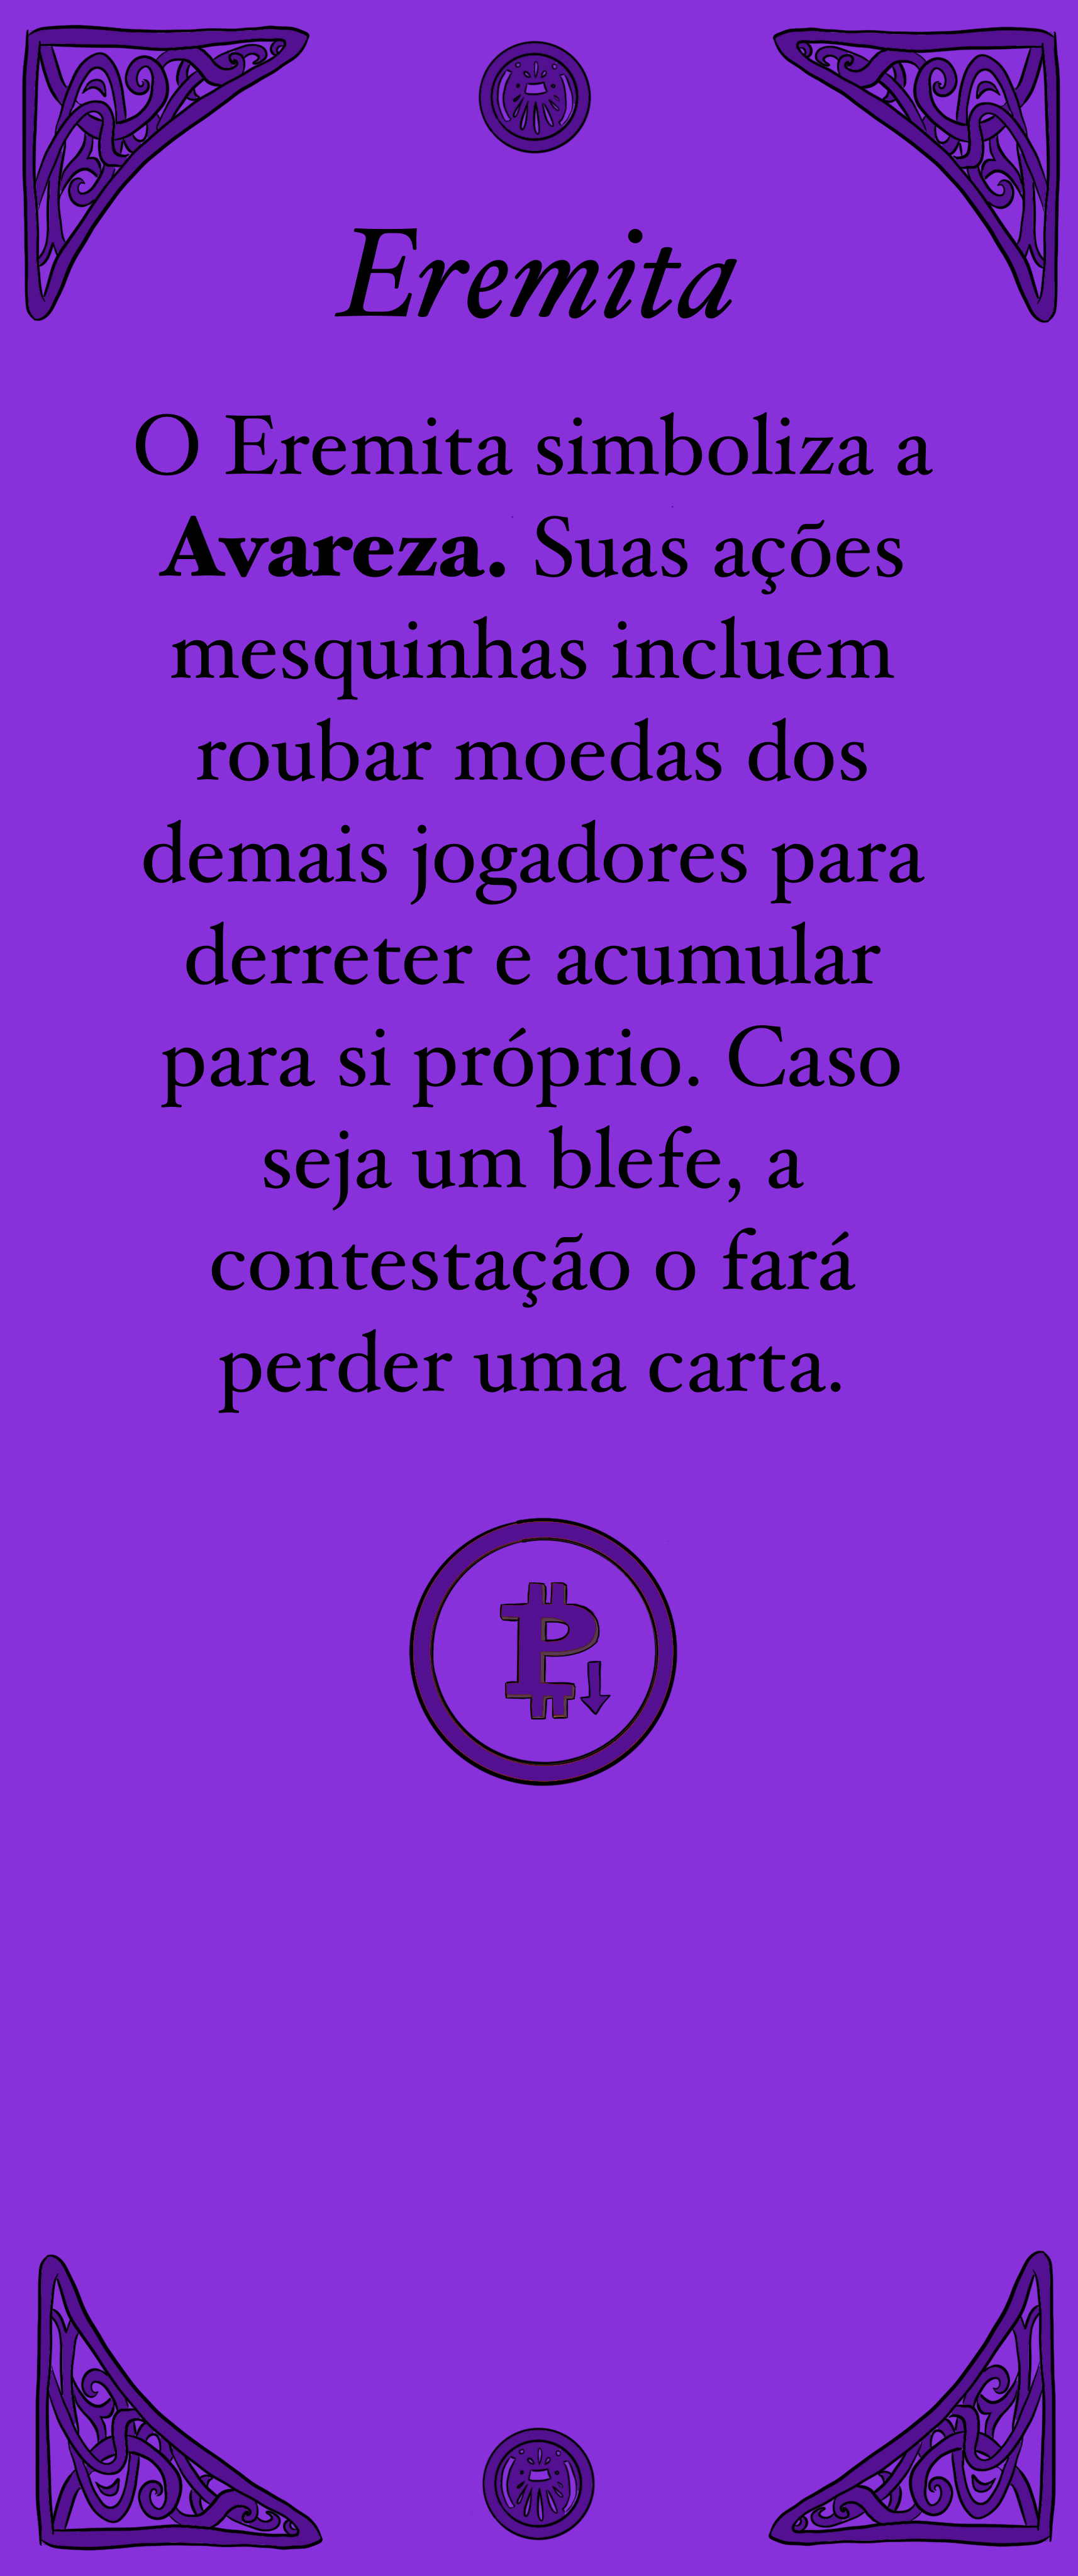 Eremita
O Eremita simboliza a
Avareza. Suas ações
mesquinhas incluem
roubar moedas dos
demais jogadores para
derreter e acumular
para si próprio. Caso
seja um blefe, a
contestação o fará
perder uma carta.
P